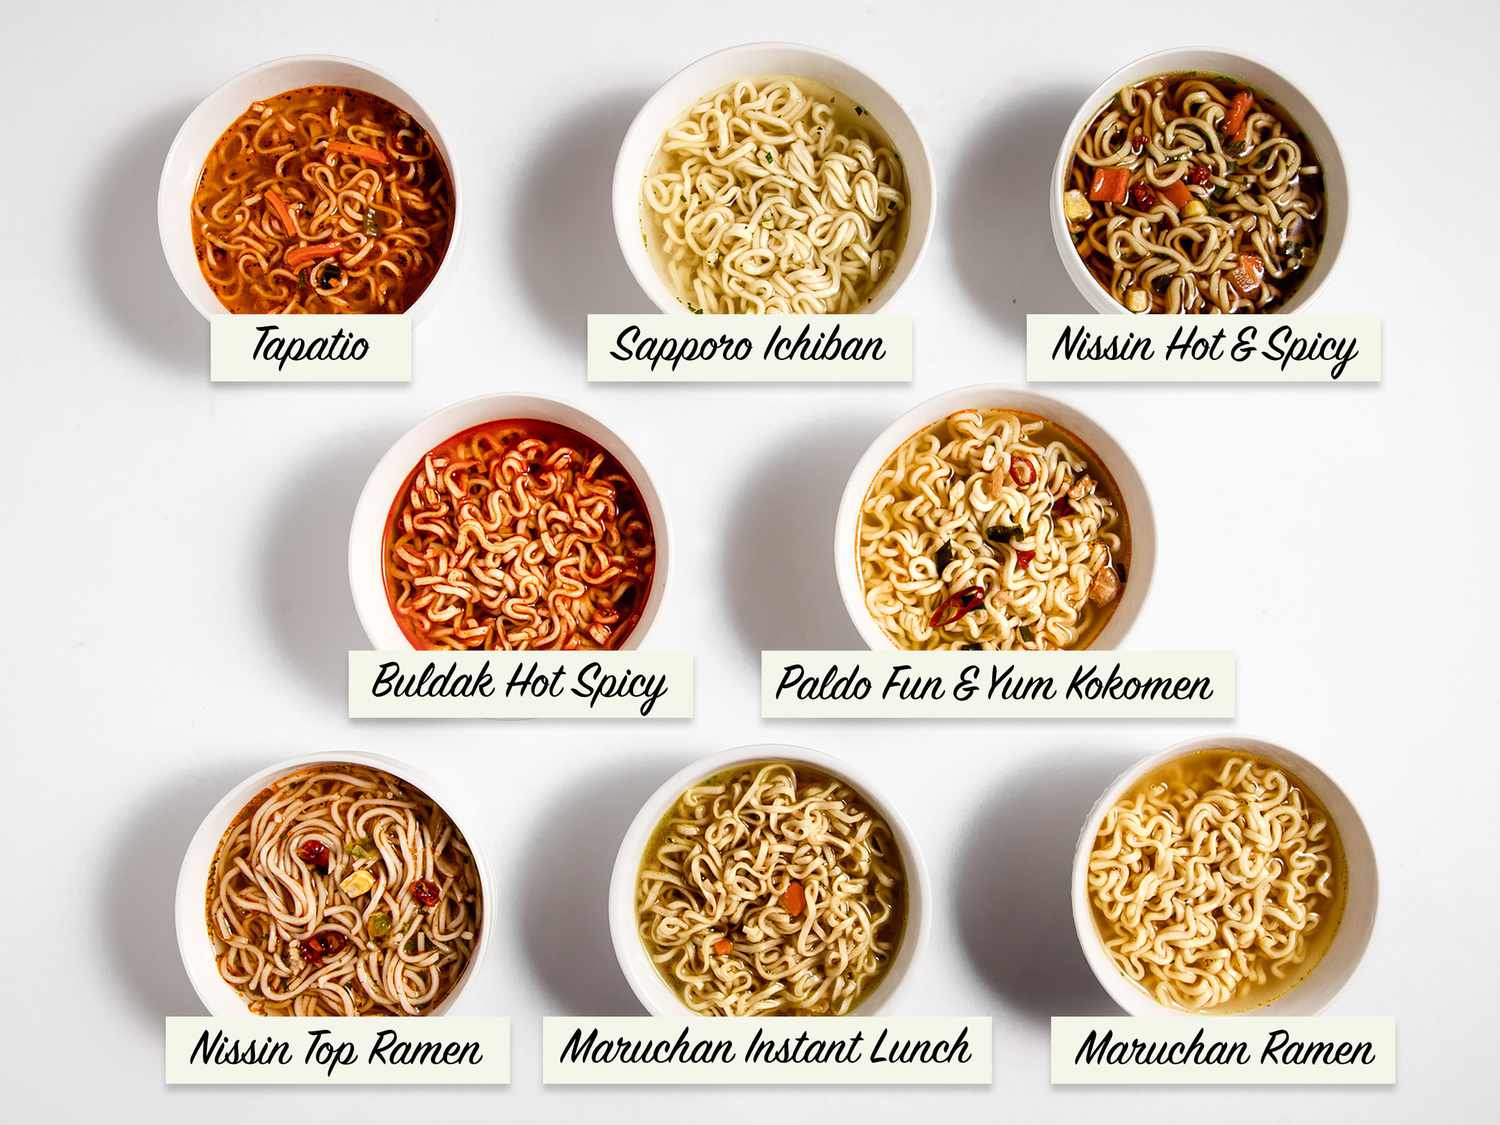 Tapatio
Sapporo Ichiban
Nissin Hot & Spicy
Buldak Hot Spicy
Paldo Fun & Yum Kokomen
Nissin Top Ramen
Maruchan Instant Lunch
Maruchan Ramen